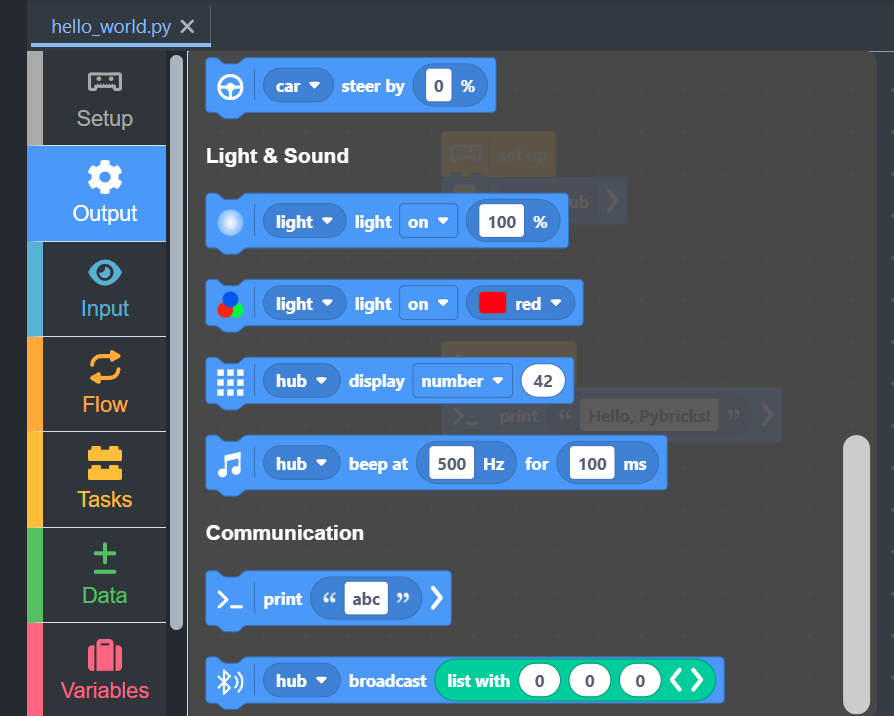 hello_world.py
Setup
Output
Input
Flow
Tasks
Data
Variables
car steer by 0 %
Light & Sound
set up
light light on 100 %
ub
light light on red
hub display number 42
print “ Hello, Pybricks! ”
hub beep at 500 Hz for 100 ms
Communication
print “ abc ”
hub broadcast list with 0 0 0